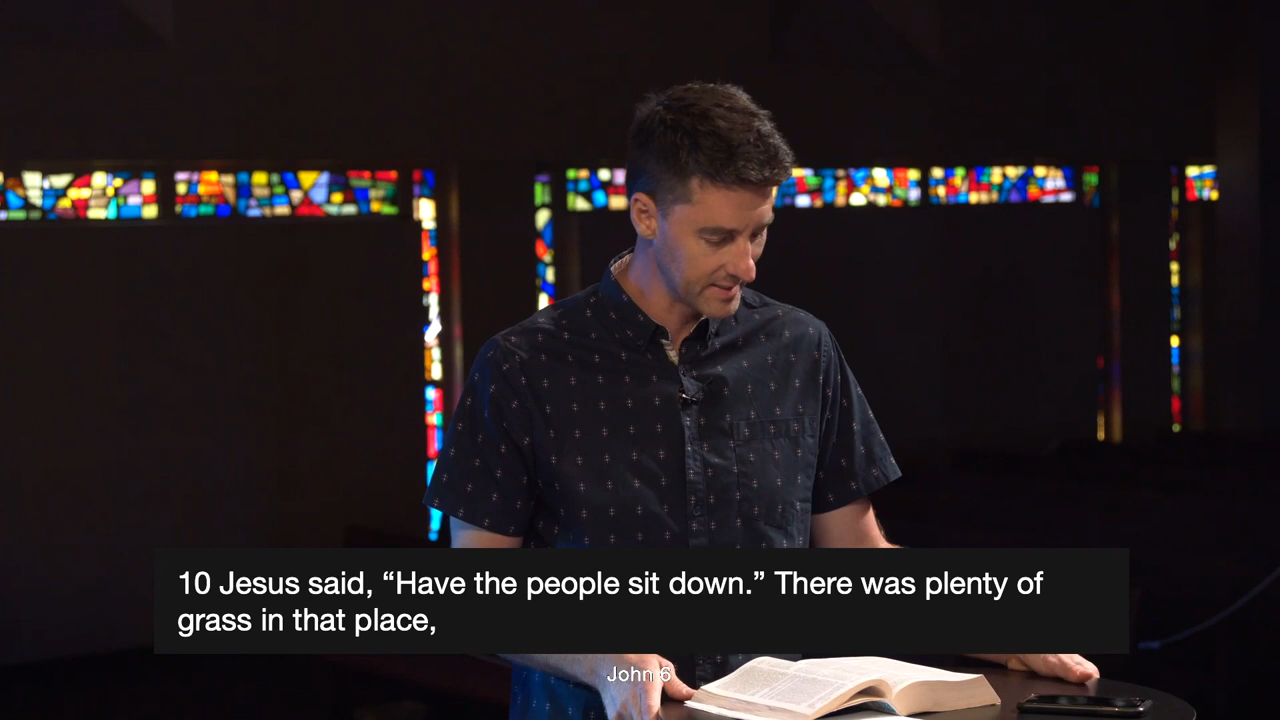 10 Jesus said, “Have the people sit down.” There was plenty of
grass in that place,
John 6